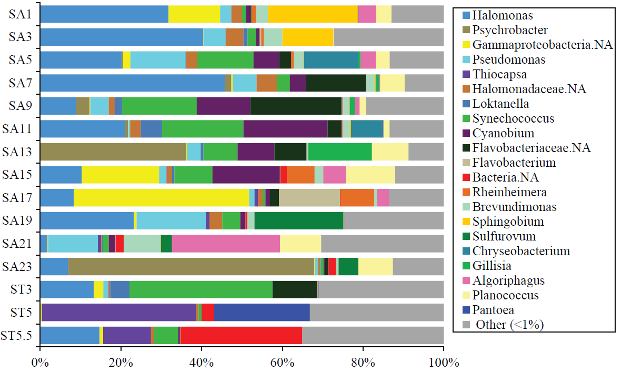 SA1
SA3
SA5
SA7
SA9
SA11
SA13
SA15
SA17
SA19
SA21
SA23
ST3
ST5
ST5.5
0% 20% 40% 60% 80% 100%
Halomonas
Psychrobacter
Gammaproteobacteria.NA
Pseudomonas
Thiocapsa
Halomonadaceae.NA
Loktanella
Synechococcus
Cyanobium
Flavobacteriaceae.NA
Flavobacterium
Bacteria.NA
Rheinheimera
Brevundimonas
Sphingobium
Sulfurovum
Chryseobacterium
Gillisia
Algoriphagus
Planococcus
Pantoea
Other (<1%)